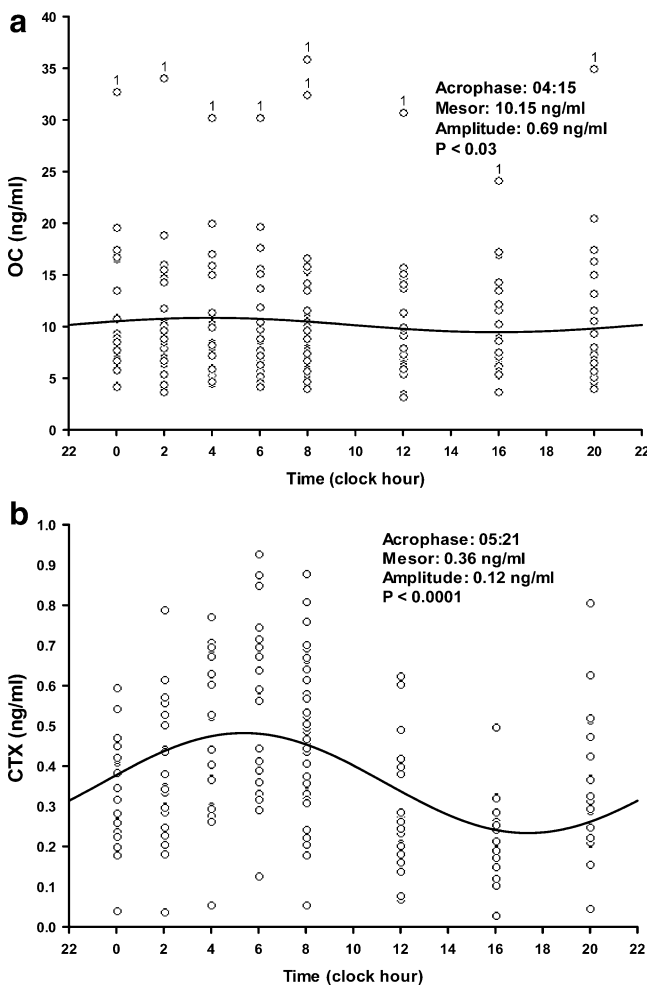 a
40
35
30
25
20
15
10
5
0
OC (ng/ml)
1
1
1
1
1
1
1
1
1
Acrophase: 04:15
Mesor: 10.15 ng/ml
Amplitude: 0.69 ng/ml
P < 0.03
22 0 2 4 6 8 10 12 14 16 18 20 22
Time (clock hour)
b
1.0
0.9
0.8
0.7
0.6
0.5
0.4
0.3
0.2
0.1
0.0
CTX (ng/ml)
Acrophase: 05:21
Mesor: 0.36 ng/ml
Amplitude: 0.12 ng/ml
P < 0.0001
22 0 2 4 6 8 10 12 14 16 18 20 22
Time (clock hour)